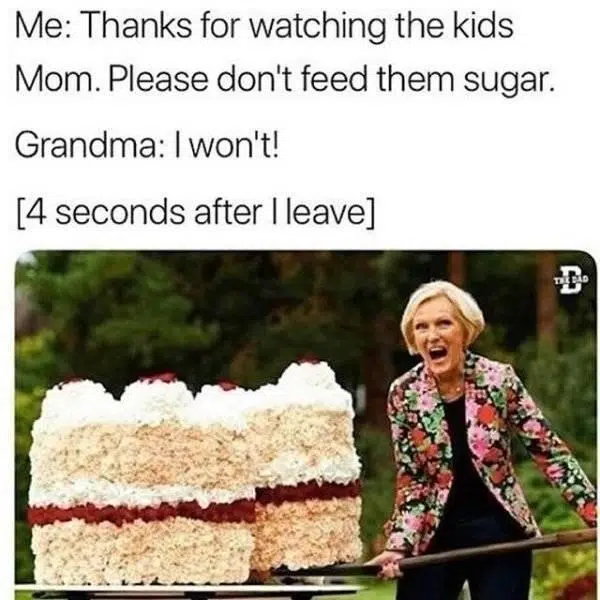 Me: Thanks for watching the kids
Mom. Please don't feed them sugar.
Grandma: I won't!
[4 seconds after I leave]
THE DAD